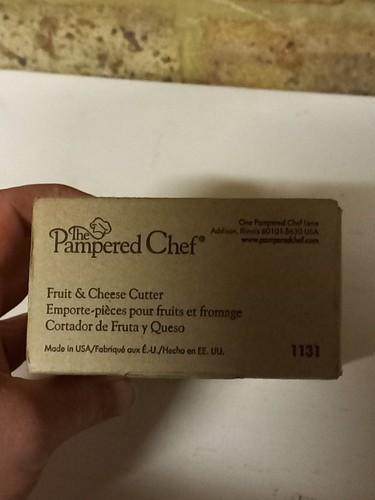 The
Pampered Chef®
One Pampered Chef Lane
Addison, Illinois 60101-5630 USA
www.pamperedchef.com
Fruit & Cheese Cutter
Emporte-pièces pour fruits et fromage
Cortador de Fruta y Queso
Made in USA/Fabriqué aux É.-U./Hecho en EE. UU.
1131